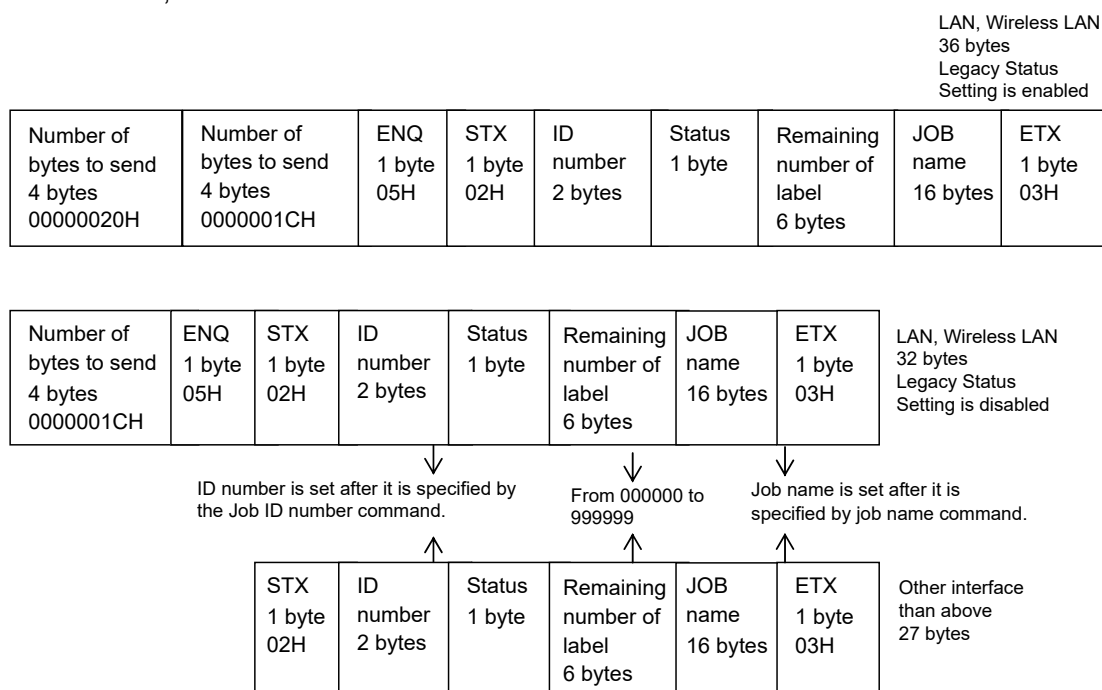 LAN, Wireless LAN
36 bytes
Legacy Status
Setting is enabled
Number of
bytes to send
4 bytes
00000020H
Number of
bytes to send
4 bytes
0000001CH
ENQ
1 byte
05H
STX
1 byte
02H
ID
number
2 bytes
Status
1 byte
Remaining
number of
label
6 bytes
JOB
name
16 bytes
ETX
1 byte
03H
Number of
bytes to send
4 bytes
0000001CH
ENQ
1 byte
05H
STX
1 byte
02H
ID
number
2 bytes
Status
1 byte
Remaining
number of
label
6 bytes
JOB
name
16 bytes
ETX
1 byte
03H
LAN, Wireless LAN
32 bytes
Legacy Status
Setting is disabled
ID number is set after it is specified by
the Job ID number command.
From 000000 to
999999
Job name is set after it is
specified by job name command.
STX
1 byte
02H
ID
number
2 bytes
Status
1 byte
Remaining
number of
label
6 bytes
JOB
name
16 bytes
ETX
1 byte
03H
Other interface
than above
27 bytes